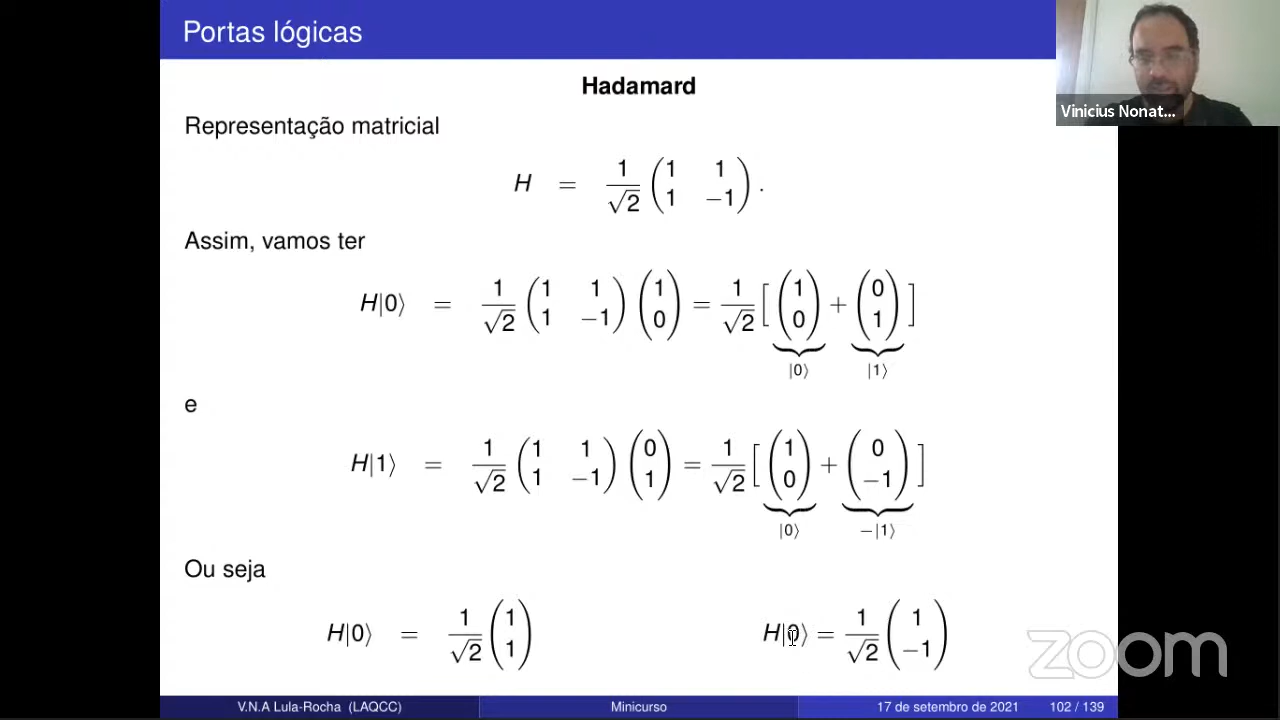 Portas lógicas
Vinicius Nonat...
Hadamard
Representação matricial
H = 1/√2 (1 1; 1 −1).
Assim, vamos ter
H|0⟩ = 1/√2 (1 1; 1 −1) (1; 0) = 1/√2 [(1; 0) + (0; 1)]
|0⟩ |1⟩
e
H|1⟩ = 1/√2 (1 1; 1 −1) (0; 1) = 1/√2 [(1; 0) + (0; −1)]
|0⟩ −|1⟩
Ou seja
H|0⟩ = 1/√2 (1; 1) H|0⟩ = 1/√2 (1; −1)
zoom
V.N.A Lula-Rocha (LAQCC) Minicurso 17 de setembro de 2021 102 / 139